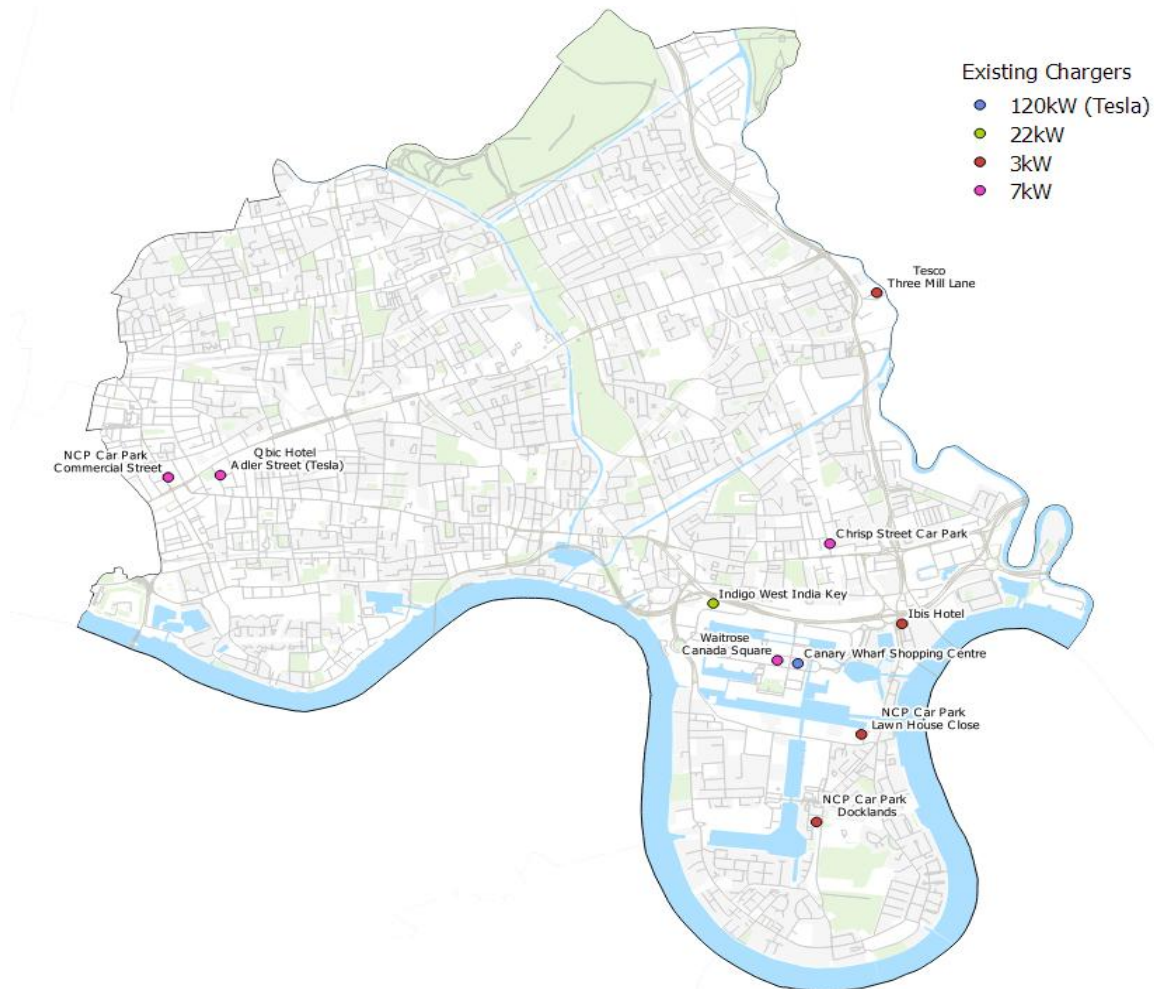 Existing Chargers
120kW (Tesla)
22kW
3kW
7kW
Tesco
Three Mill Lane
NCP Car Park
Commercial Street
Qbic Hotel
Adler Street (Tesla)
Chrisp Street Car Park
Indigo West India Key
Ibis Hotel
Waitrose
Canada Square
Canary Wharf Shopping Centre
NCP Car Park
Lawn House Close
NCP Car Park
Docklands